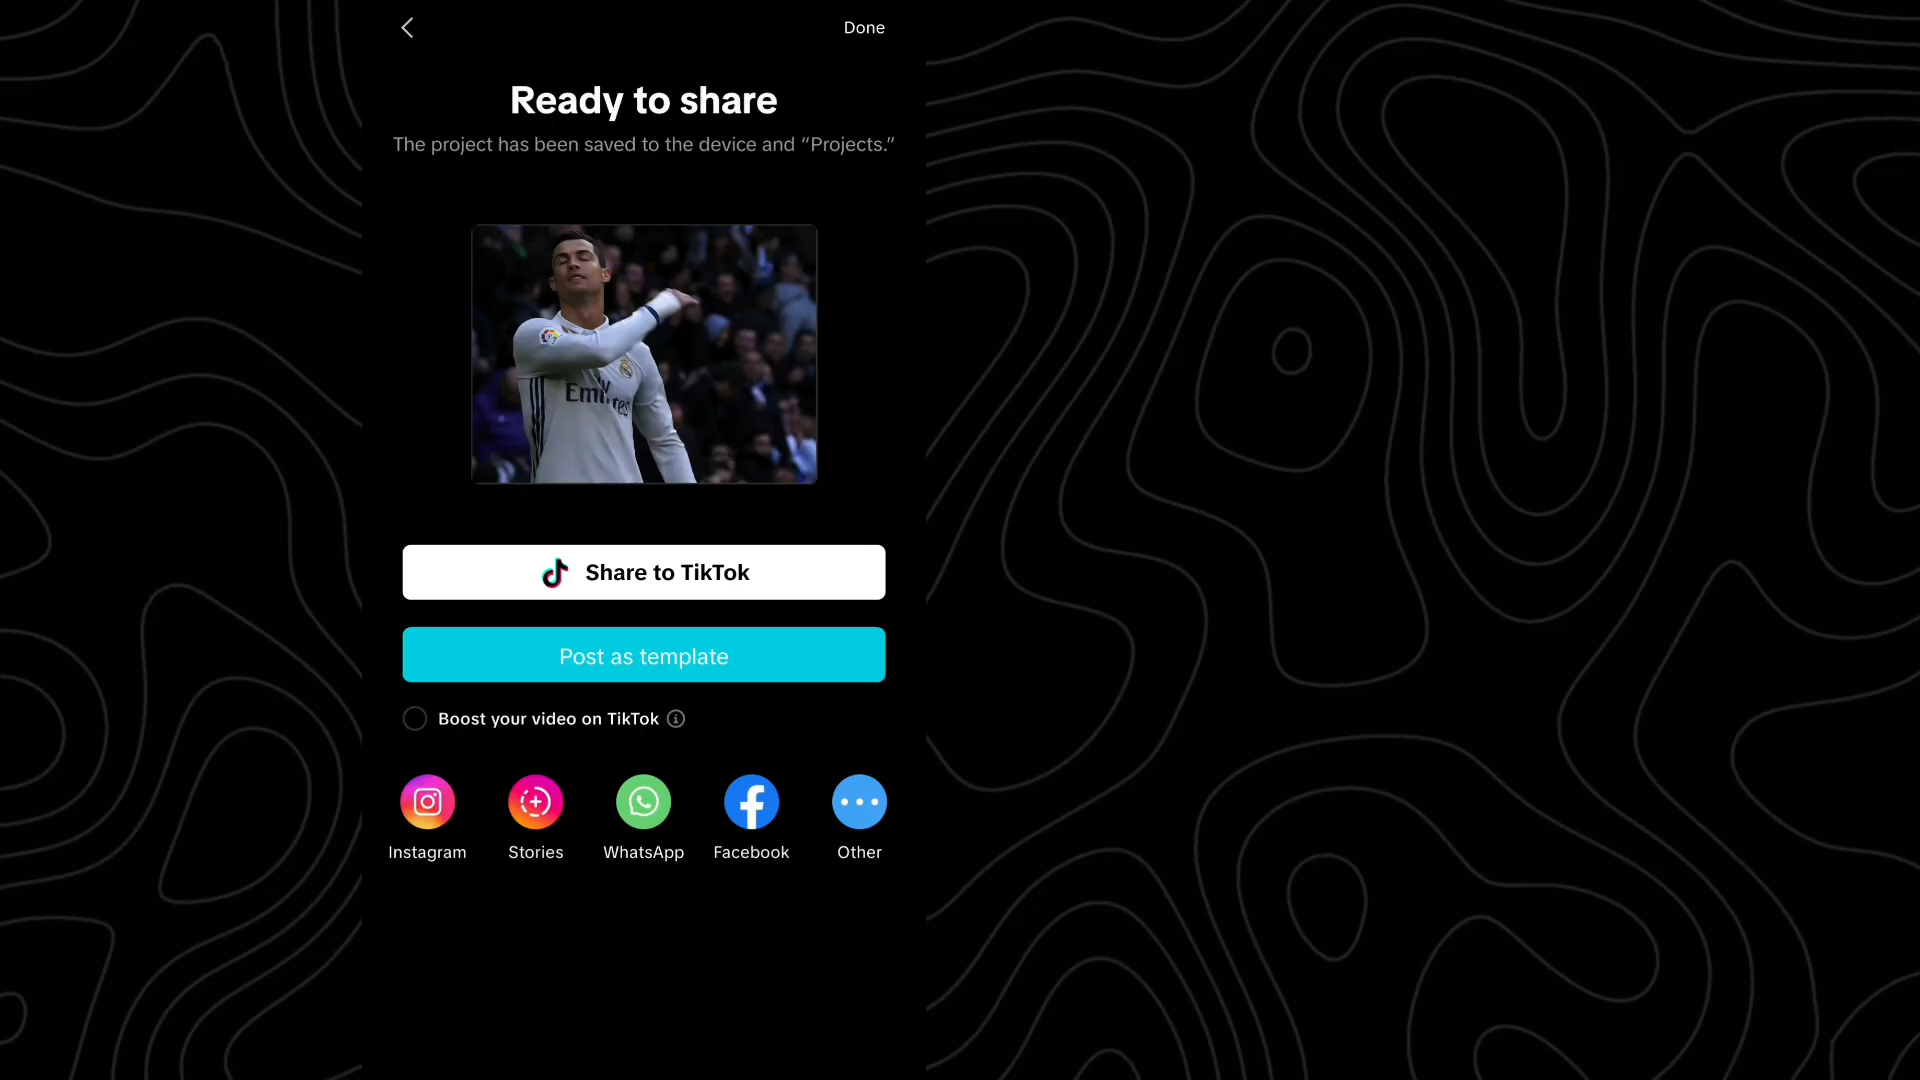 Done
Ready to share
The project has been saved to the device and “Projects.”
Emirates
Share to TikTok
Post as template
Boost your video on TikTok
Instagram
Stories
WhatsApp
Facebook
Other